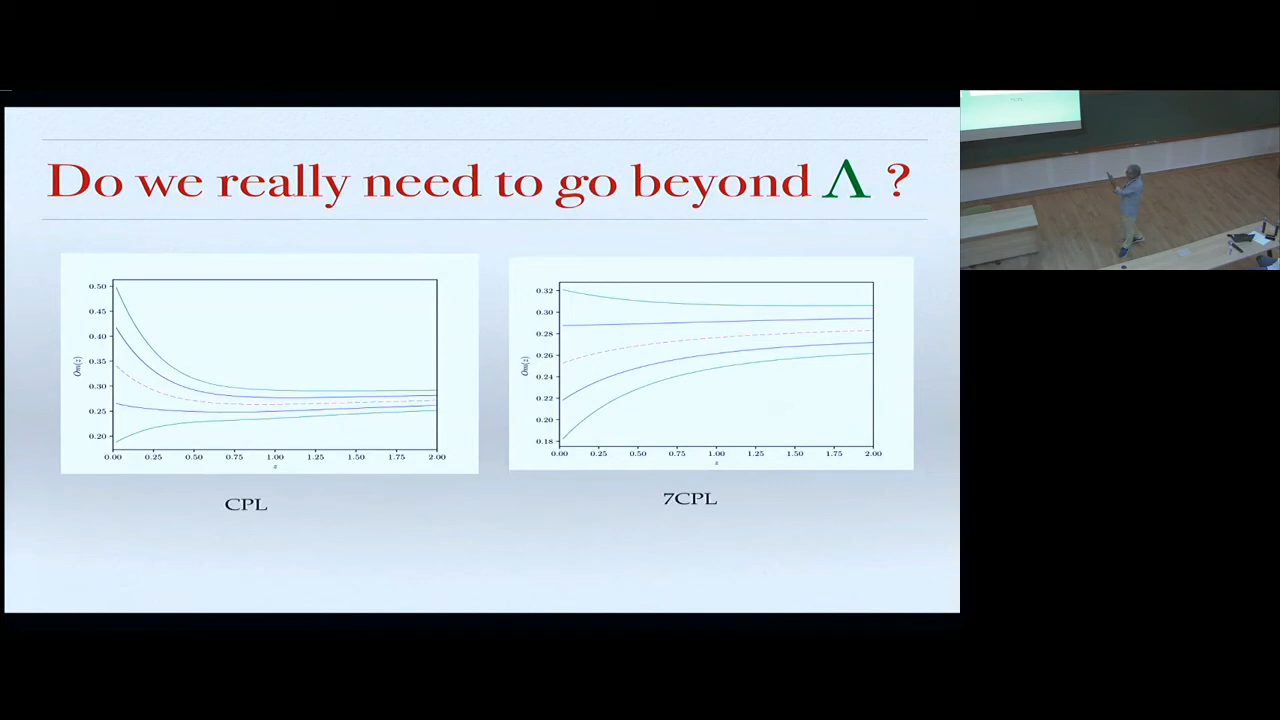 Do we really need to go beyond Λ ?
0.50
0.45
0.40
0.35
0.30
0.25
0.20
Om(z)
0.00 0.25 0.50 0.75 1.00 1.25 1.50 1.75 2.00
z
CPL
0.32
0.30
0.28
0.26
0.24
0.22
0.20
0.18
Om(z)
0.00 0.25 0.50 0.75 1.00 1.25 1.50 1.75 2.00
z
7CPL
7CPL